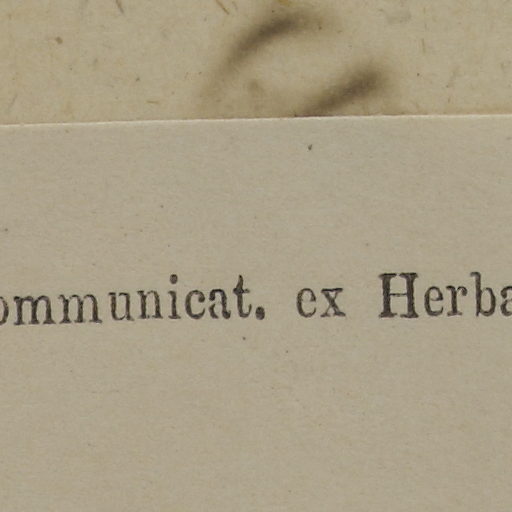 ommunicat. ex Herba